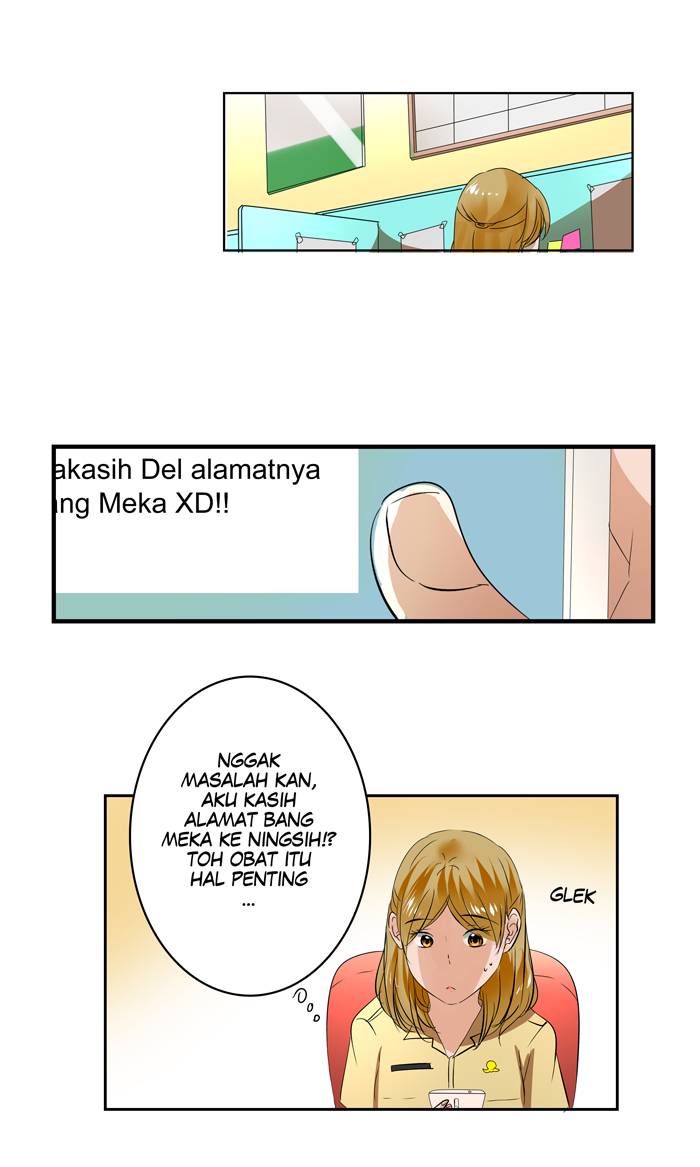 akasih Del alamatnya
ng Meka XD!!
NGGAK
MASALAH KAN,
AKU KASIH
ALAMAT BANG
MEKA KE NINGSIH!?
TOH OBAT ITU
HAL PENTING
...
GLEK